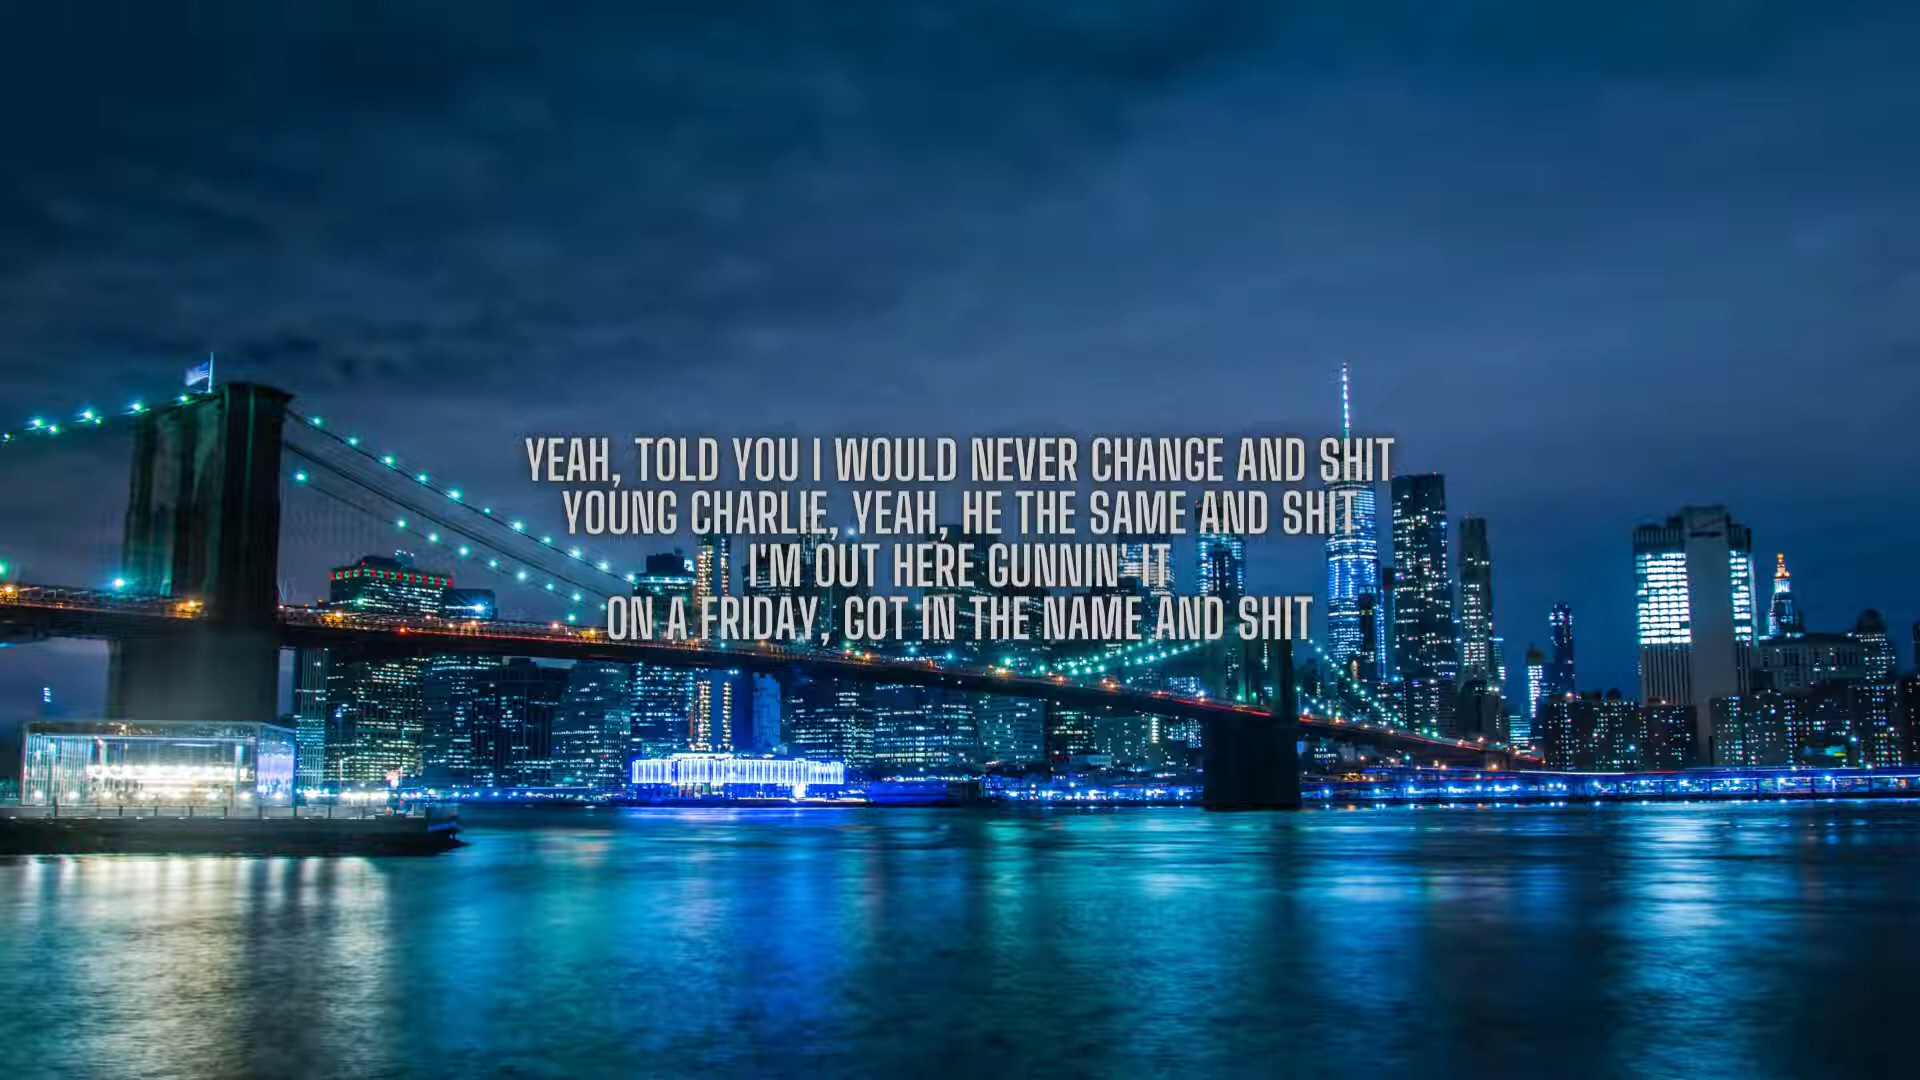 YEAH, TOLD YOU I WOULD NEVER CHANGE AND SHIT
YOUNG CHARLIE, YEAH, HE THE SAME AND SHIT
I'M OUT HERE GUNNIN' IT
ON A FRIDAY, GOT IN THE NAME AND SHIT